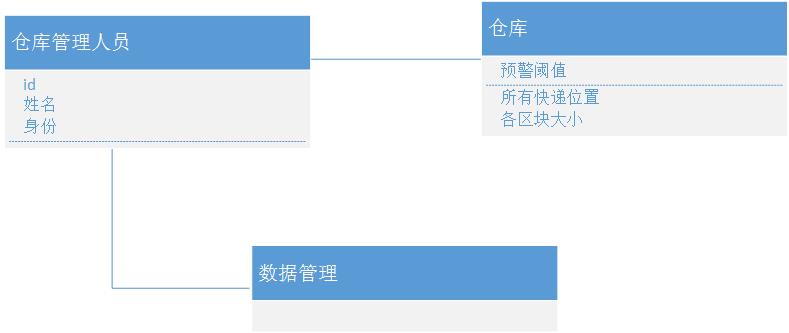 仓库管理人员
id
姓名
身份
仓库
预警阈值
所有快递位置
各区块大小
数据管理